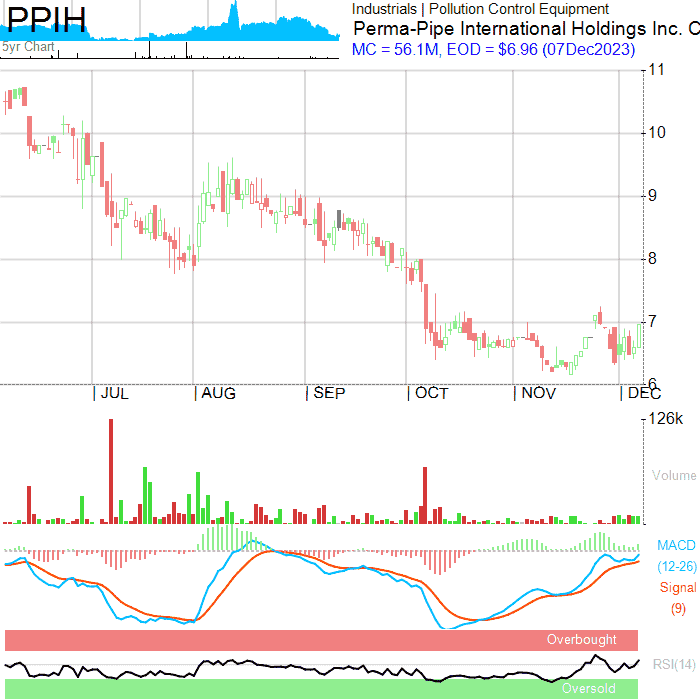 PPIH
5yr Chart
Industrials | Pollution Control Equipment
Perma-Pipe International Holdings Inc. C
MC = 56.1M, EOD = $6.96 (07Dec2023)
11
10
9
8
7
6
JUL AUG SEP OCT NOV DEC
126k
Volume
MACD
(12-26)
Signal
(9)
Overbought
RSI(14)
Oversold